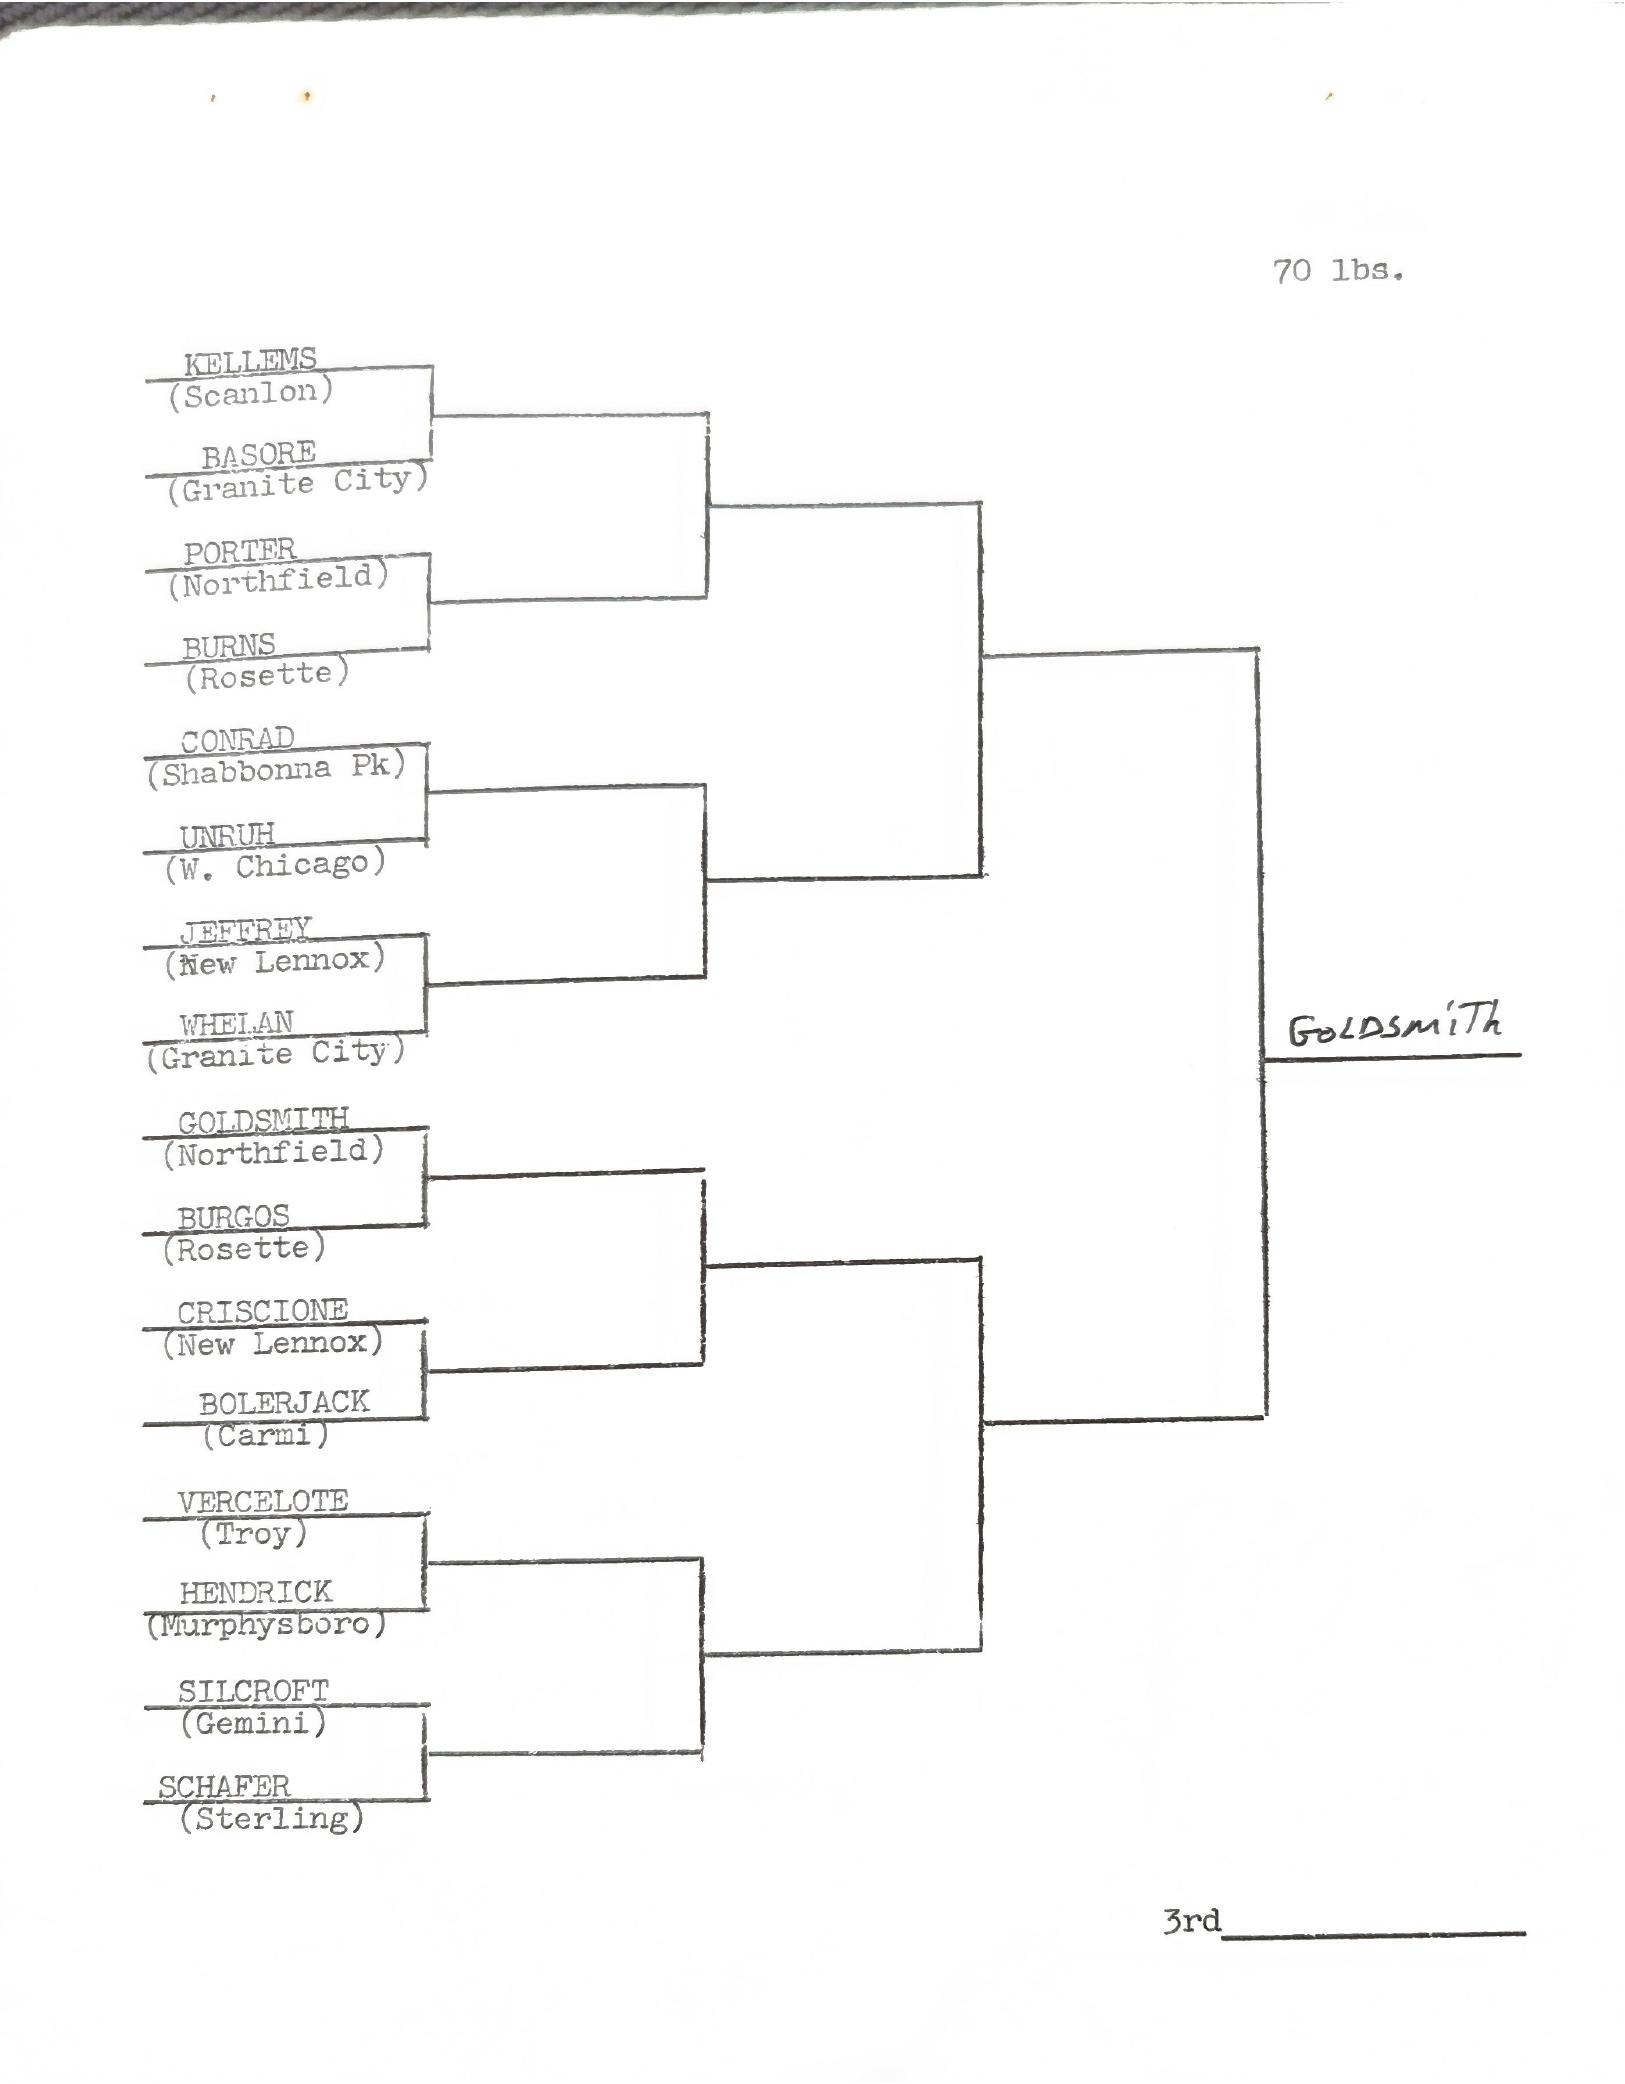 70 lbs.
KELLEMS
(Scanlon)
BASORE
(Granite City)
PORTER
(Northfield)
BURNS
(Rosette)
CONRAD
(Shabbonna Pk)
UNRUH
(W. Chicago)
JEFFREY
(New Lennox)
WHELAN
(Granite City)
GOLDSMITH
GOLDSMITH
(Northfield)
BURGOS
(Rosette)
CRISCIONE
(New Lennox)
BOLERJACK
(Carmi)
VERCELOTE
(Troy)
HENDRICK
(Murphysboro)
SILCROFT
(Gemini)
SCHAFER
(Sterling)
3rd